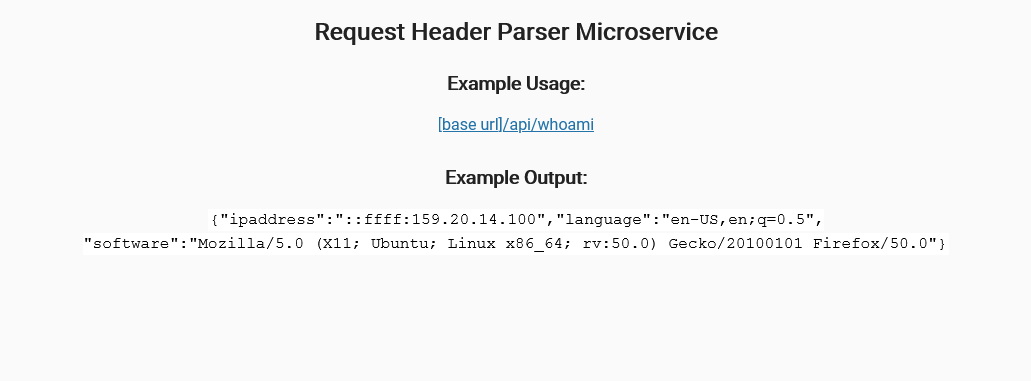 Request Header Parser Microservice
Example Usage:
[base url]/api/whoami
Example Output:
{"ipaddress":"::ffff:159.20.14.100","language":"en-US,en;q=0.5",
"software":"Mozilla/5.0 (X11; Ubuntu; Linux x86_64; rv:50.0) Gecko/20100101 Firefox/50.0"}